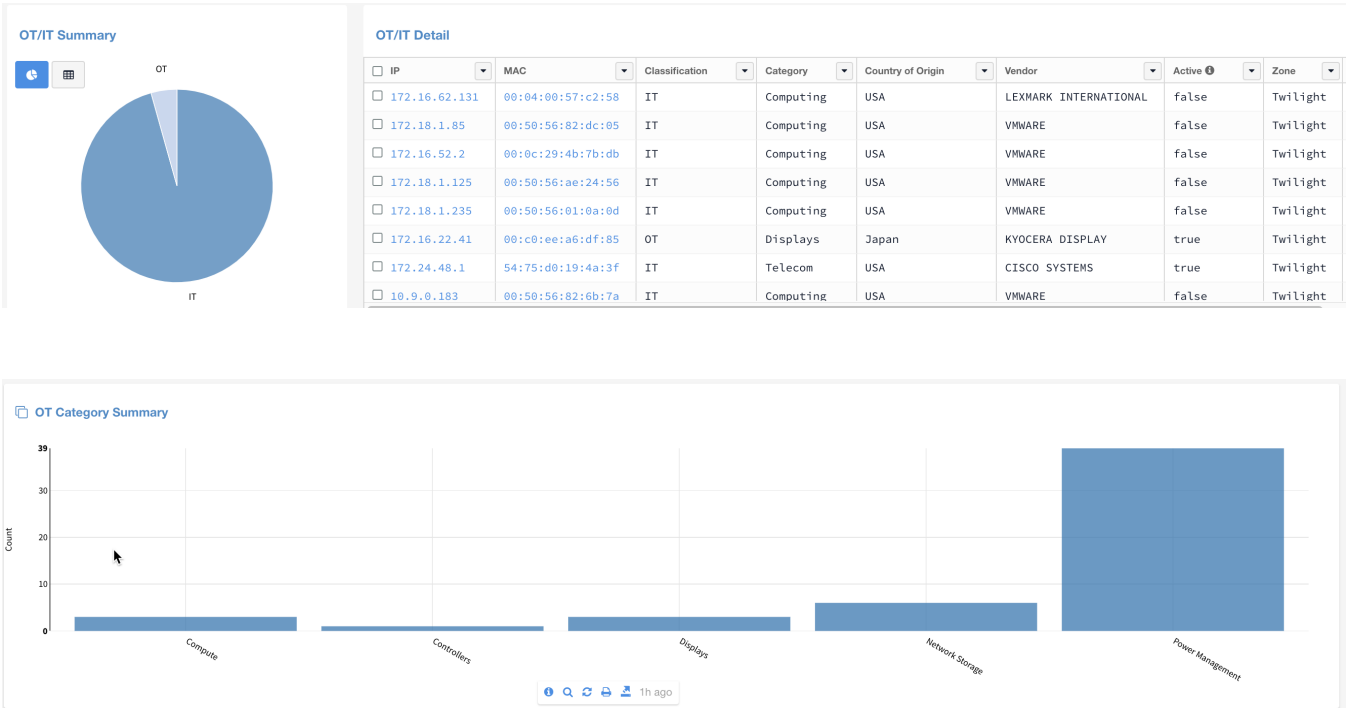 OT/IT Summary
OT
IT
OT/IT Detail
IP MAC Classification Category Country of Origin Vendor Active Zone
172.16.62.131 00:04:00:57:c2:58 IT Computing USA LEXMARK INTERNATIONAL false Twilight
172.18.1.85 00:50:56:82:dc:05 IT Computing USA VMWARE false Twilight
172.16.52.2 00:0c:29:4b:7b:db IT Computing USA VMWARE false Twilight
172.18.1.125 00:50:56:ae:24:56 IT Computing USA VMWARE false Twilight
172.18.1.235 00:50:56:01:0a:0d IT Computing USA VMWARE false Twilight
172.16.22.41 00:c0:ee:a6:df:85 OT Displays Japan KYOCERA DISPLAY true Twilight
172.24.48.1 54:75:d0:19:4a:3f IT Telecom USA CISCO SYSTEMS true Twilight
10.9.0.183 00:50:56:82:6b:7a IT Computing USA VMWARE false Twilight
OT Category Summary
39
30
20
10
0
Count
Compute Controllers Displays Network Storage Power Management
1h ago